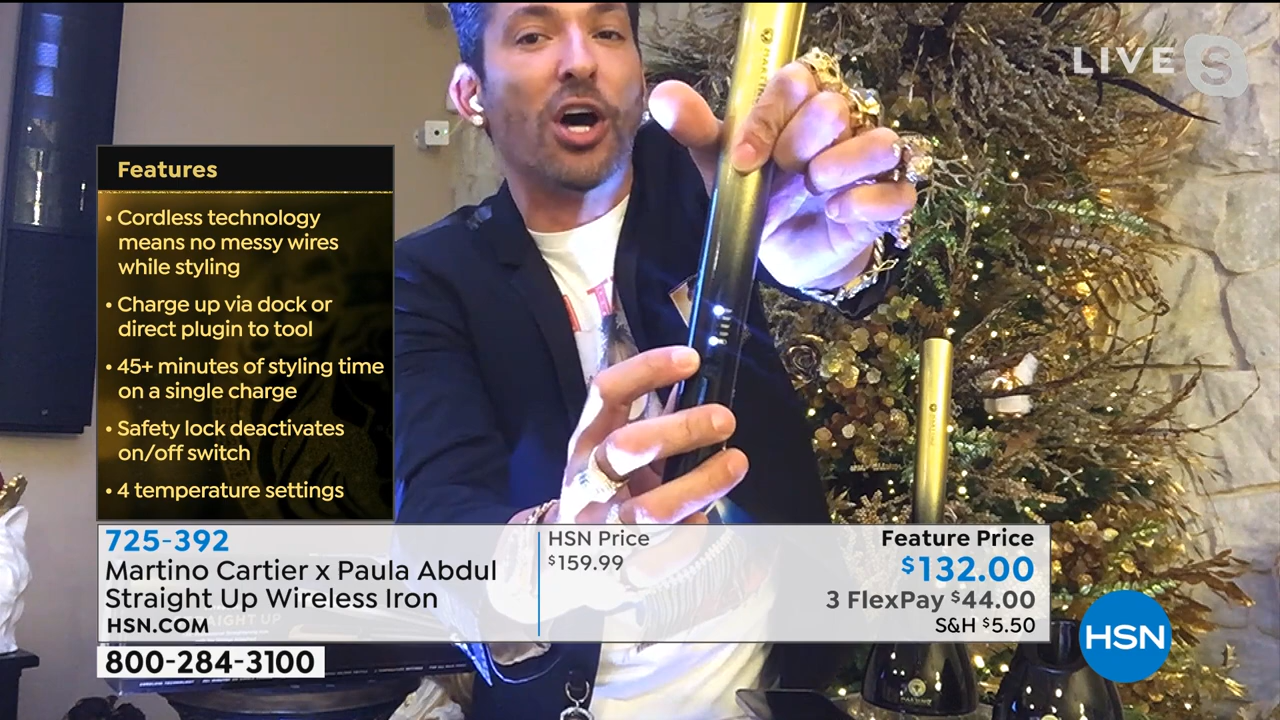 LIVE S
Features
• Cordless technology
means no messy wires
while styling
• Charge up via dock or
direct plugin to tool
• 45+ minutes of styling time
on a single charge
• Safety lock deactivates
on/off switch
• 4 temperature settings
725-392
Martino Cartier x Paula Abdul
Straight Up Wireless Iron
HSN.COM
HSN Price
$159.99
Feature Price
$132.00
3 FlexPay $44.00
S&H $5.50
HSN
800-284-3100
STRAIGHT UP